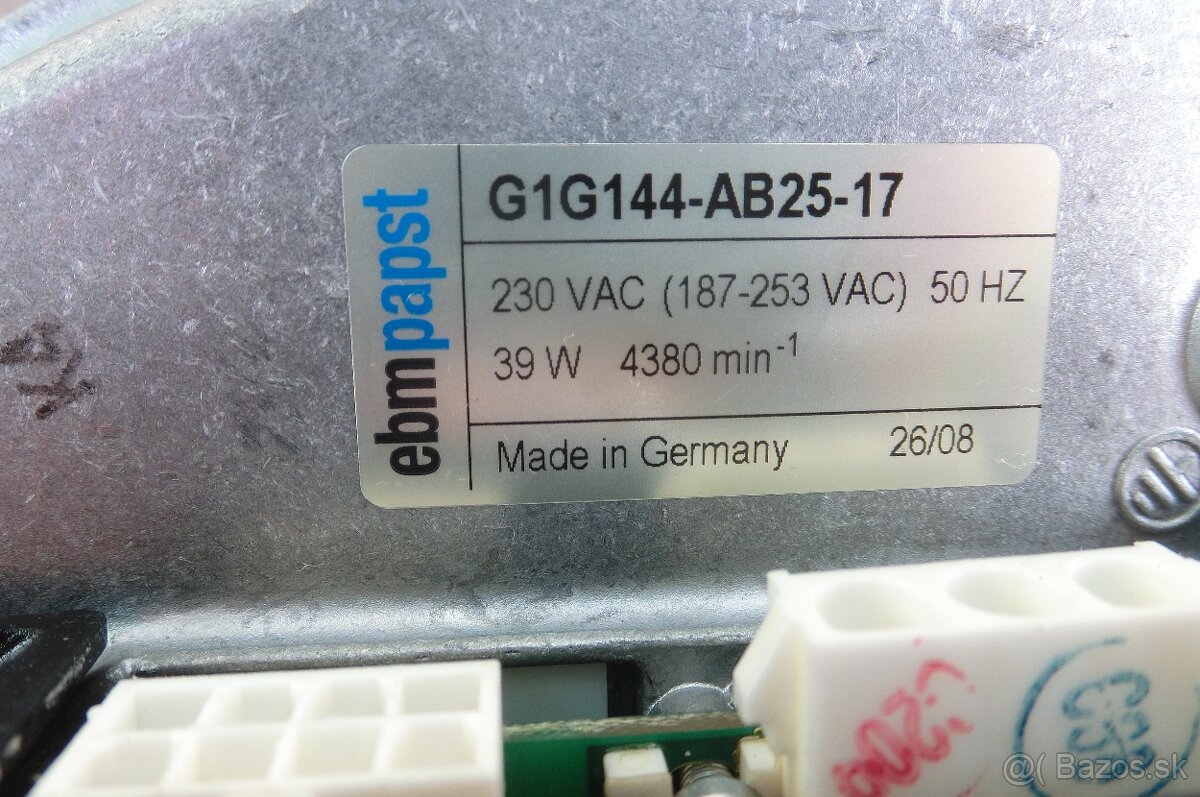 ebmpapst
G1G144-AB25-17
230 VAC (187-253 VAC) 50 HZ
39 W 4380 min⁻¹
Made in Germany 26/08
@( Bazos.sk